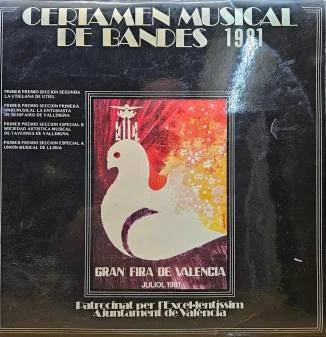 CERTAMEN MUSICAL
DE BANDES 1981
PRIMER PREMIO SECCION SEGUNDA
LA UTIELANA DE UTIEL
PRIMER PREMIO SECCION PRIMERA
UNION MUSICAL LA ENTUSIASTA
DE BENIFAIRO DE VALLDIGNA
PRIMER PREMIO SECCION ESPECIAL B
SOCIEDAD ARTISTICA MUSICAL
DE TAVERNES DE VALLDIGNA
PRIMER PREMIO SECCION ESPECIAL A
UNION MUSICAL DE LLIRIA
GRAN FIRA DE VALENCIA
JULIOL 1981
Patrocinat per l'Excel·lentíssim
Ajuntament de València